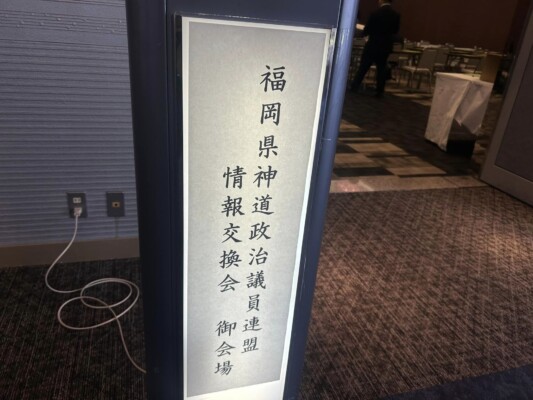 福岡県神道政治議員連盟
情報交換会 御会場